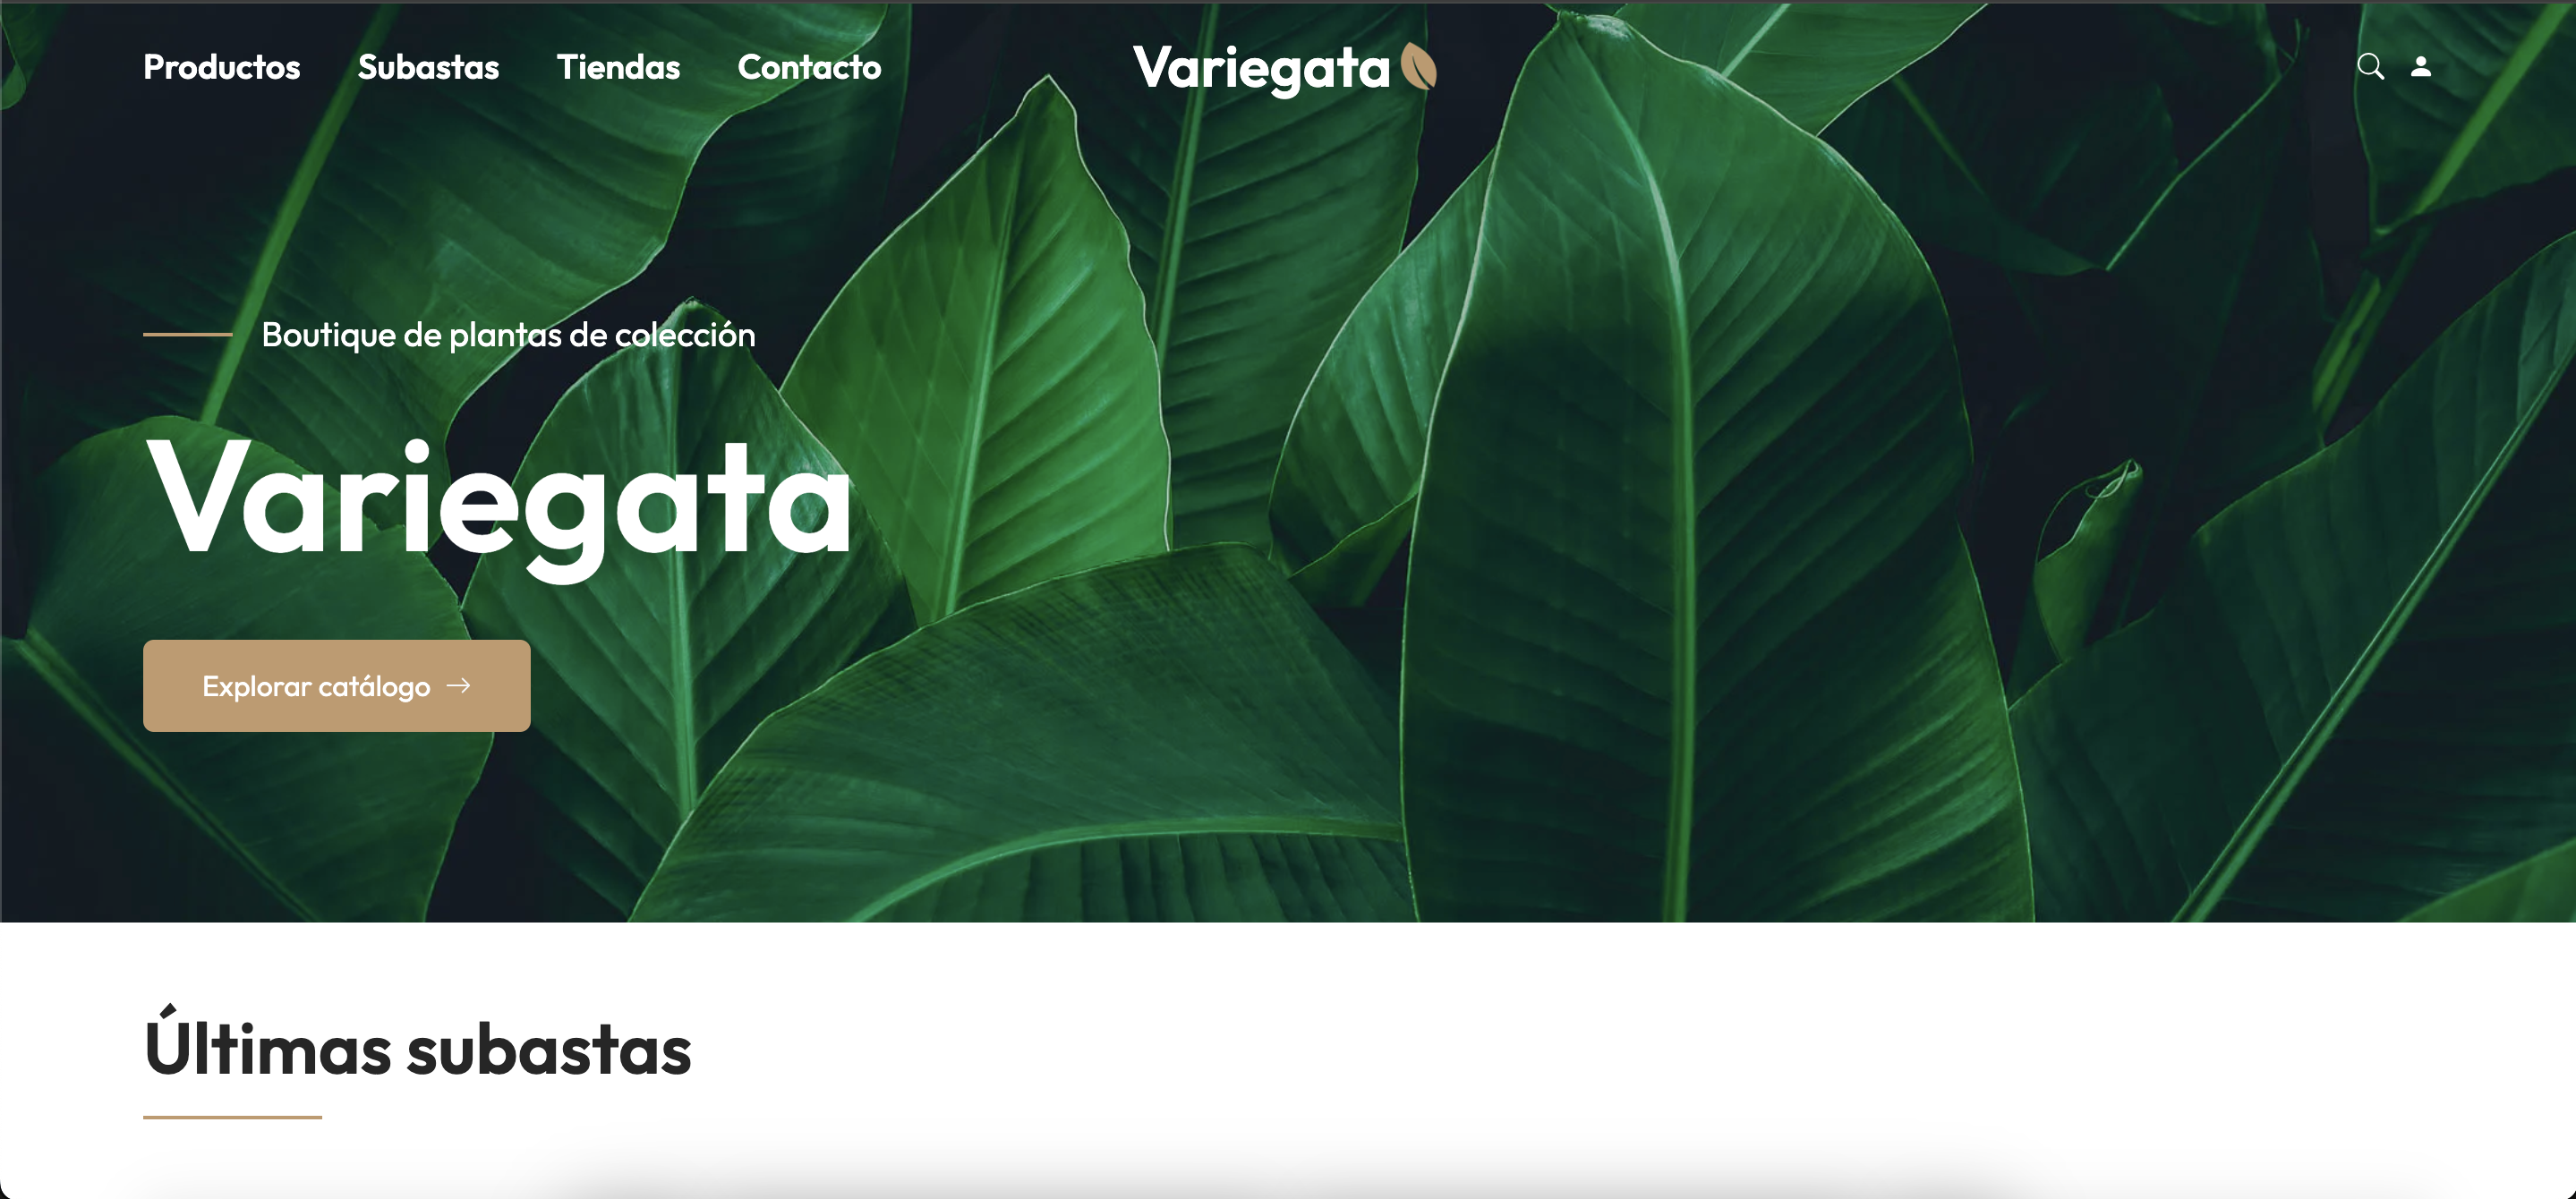 Productos Subastas Tiendas Contacto Variegata
Boutique de plantas de colección
Variegata
Explorar catálogo →
Últimas subastas